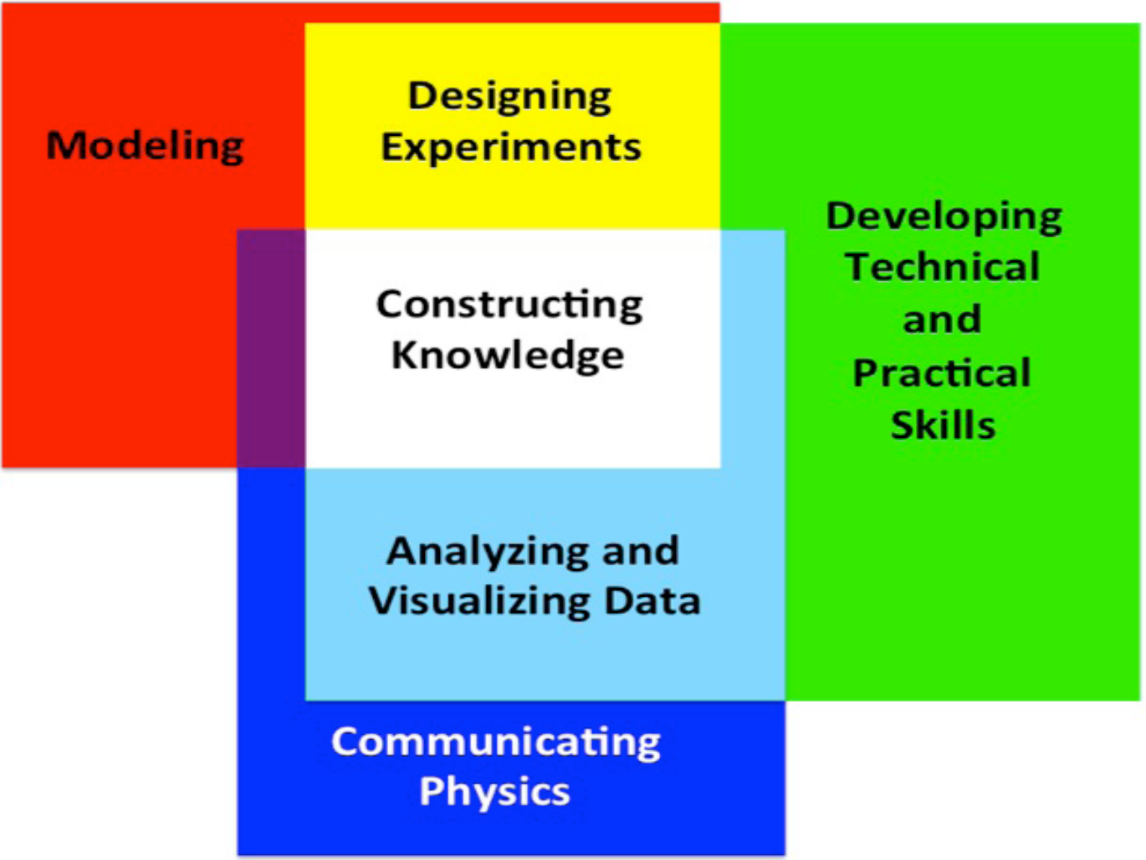 Modeling
Designing
Experiments
Developing
Technical
and
Practical
Skills
Constructing
Knowledge
Analyzing and
Visualizing Data
Communicating
Physics